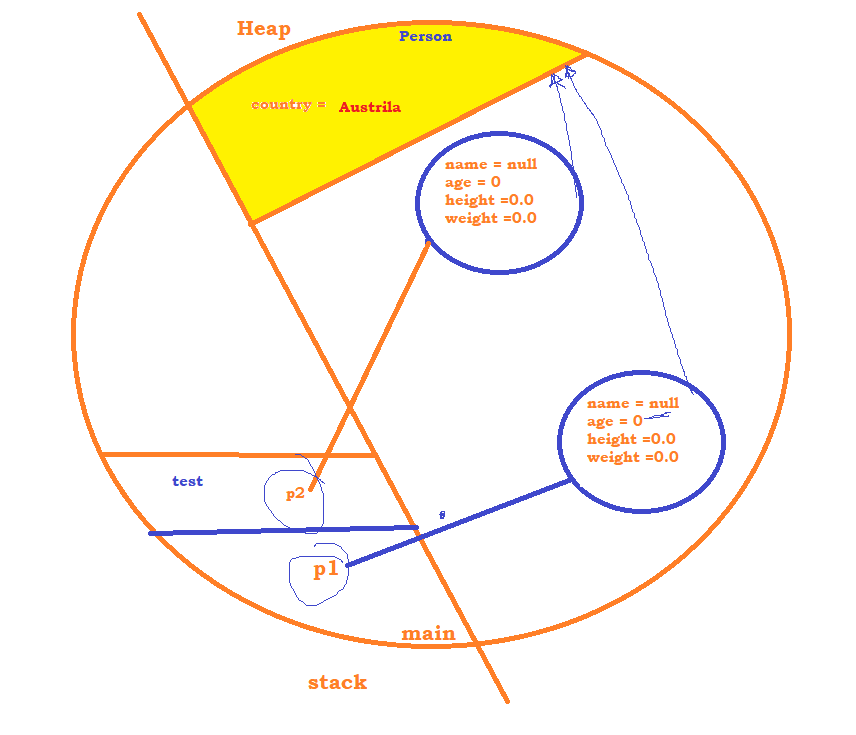 Heap
Person
country = Austrila
name = null
age = 0
height =0.0
weight =0.0
name = null
age = 0
height =0.0
weight =0.0
test
p2
p1
main
stack